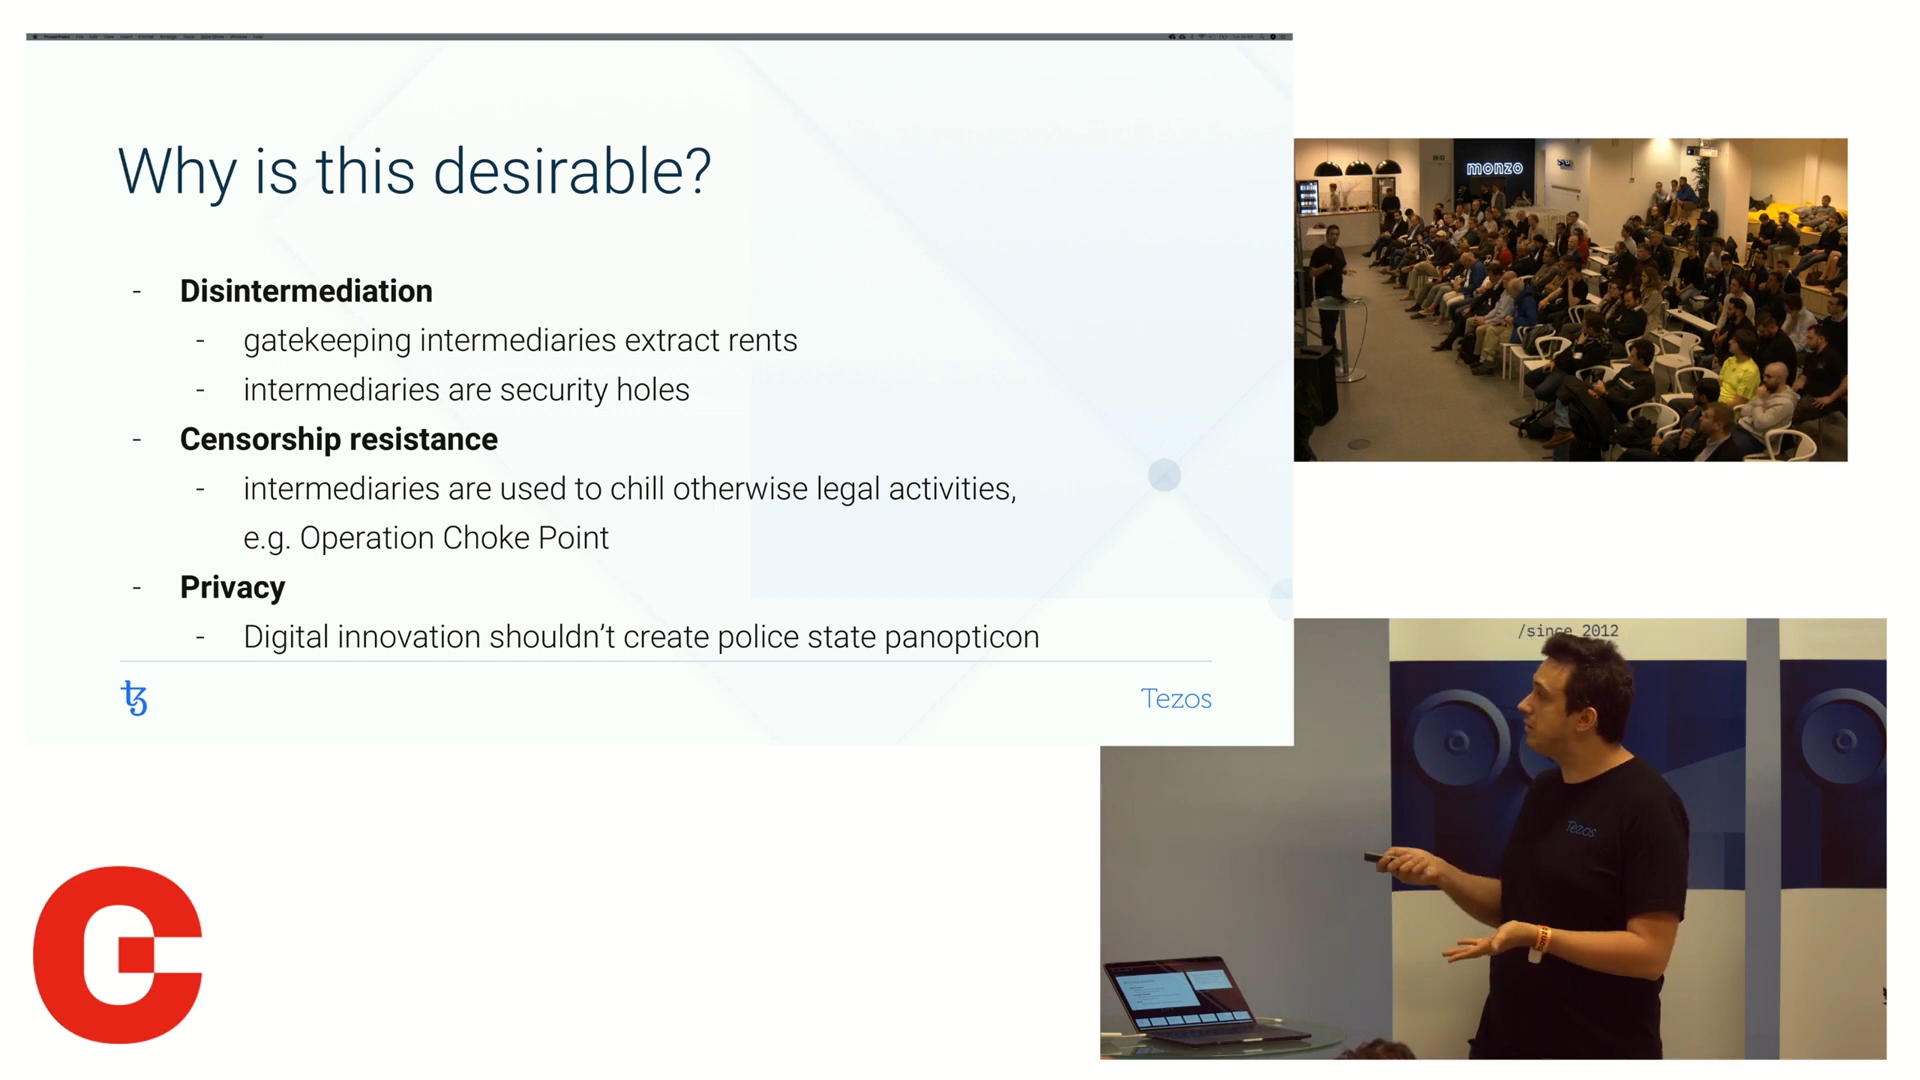 Why is this desirable?
- Disintermediation
- gatekeeping intermediaries extract rents
- intermediaries are security holes
- Censorship resistance
- intermediaries are used to chill otherwise legal activities,
e.g. Operation Choke Point
- Privacy
- Digital innovation shouldn't create police state panopticon
Tezos
monzo
/since 2012
Tezos